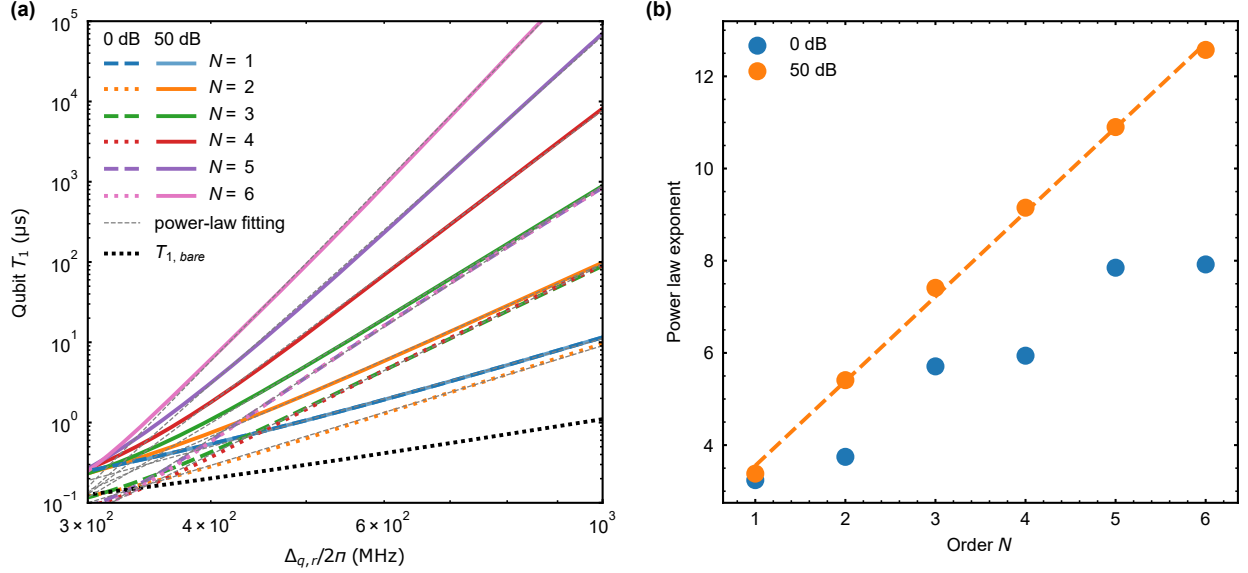 (a)
10^5
10^4
10^3
10^2
10^1
10^0
10^-1
Qubit T_1 (μs)
0 dB 50 dB
N = 1
N = 2
N = 3
N = 4
N = 5
N = 6
power-law fitting
T_1, bare
3 × 10^2
4 × 10^2
6 × 10^2
10^3
Δ_q,r/2π (MHz)
(b)
0 dB
50 dB
12
10
8
6
4
Power law exponent
1 2 3 4 5 6
Order N